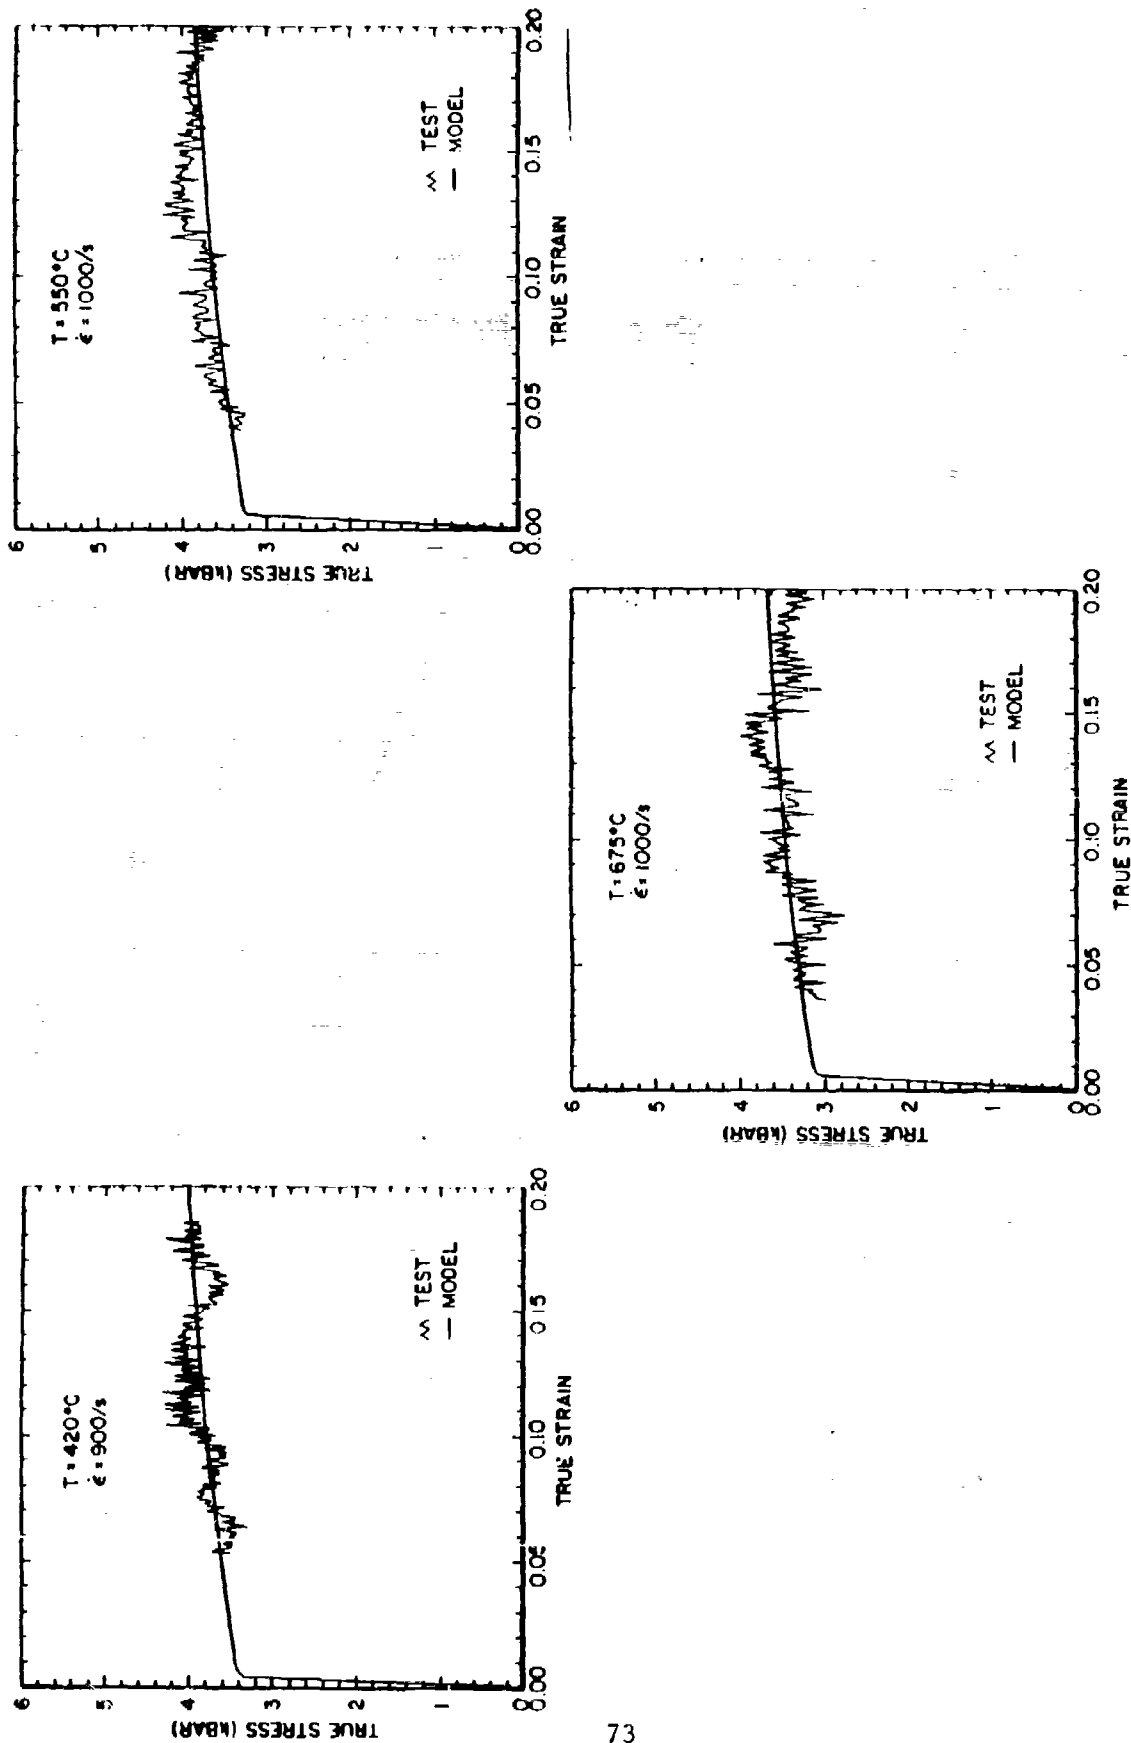 TRUE STRESS (KBAR)
6
5
4
3
2
1
0
T = 420°C
ε̇ = 900/s
TEST
MODEL
0.00 0.05 0.10 0.15 0.20
TRUE STRAIN
TRUE STRESS (KBAR)
6
5
4
3
2
1
0
T = 550°C
ε̇ = 1000/s
TEST
MODEL
0.00 0.05 0.10 0.15 0.20
TRUE STRAIN
TRUE STRESS (KBAR)
6
5
4
3
2
1
0
T = 675°C
ε̇ = 1000/s
TEST
MODEL
0.00 0.05 0.10 0.15 0.20
TRUE STRAIN
73